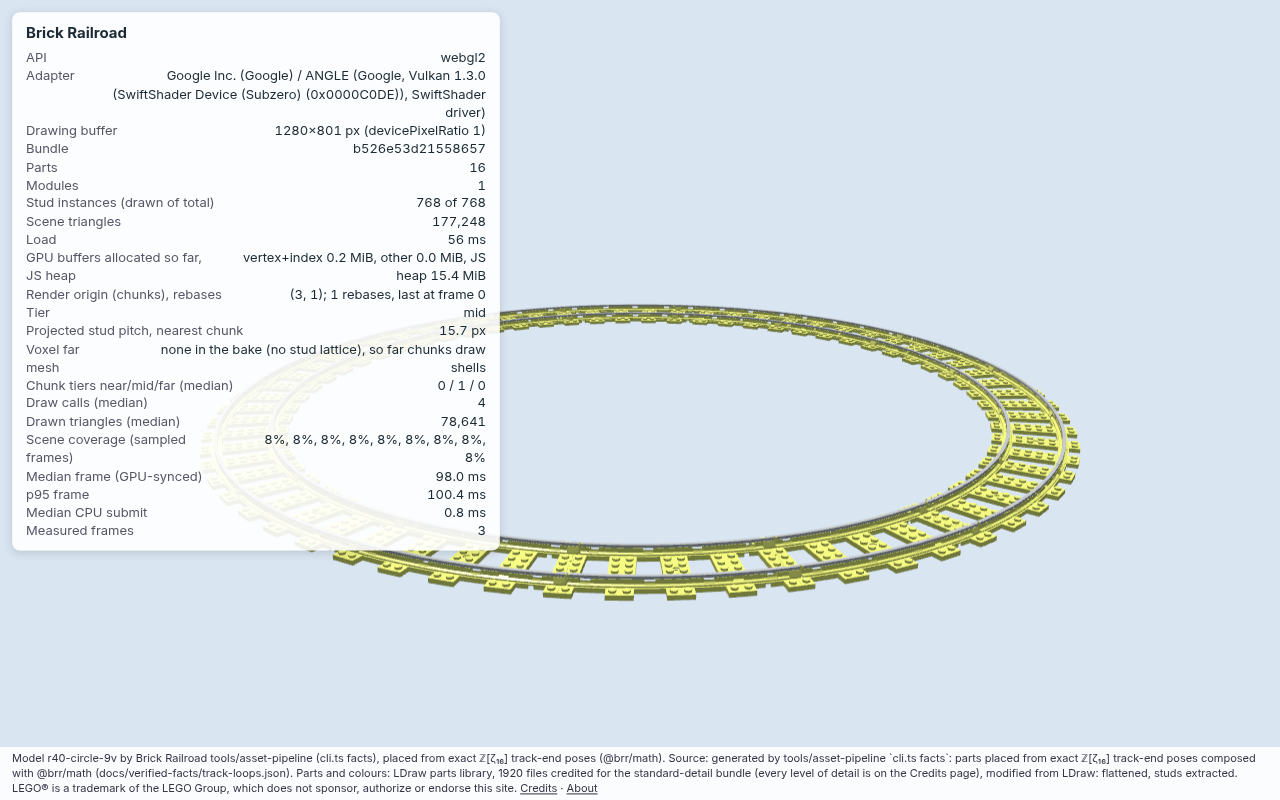 Brick Railroad
API webgl2
Adapter Google Inc. (Google) / ANGLE (Google, Vulkan 1.3.0
(SwiftShader Device (Subzero) (0x0000C0DE)), SwiftShader
driver)
Drawing buffer 1280×801 px (devicePixelRatio 1)
Bundle b526e53d21558657
Parts 16
Modules 1
Stud instances (drawn of total) 768 of 768
Scene triangles 177,248
Load 56 ms
GPU buffers allocated so far, vertex+index 0.2 MiB, other 0.0 MiB, JS
JS heap heap 15.4 MiB
Render origin (chunks), rebases (3, 1); 1 rebases, last at frame 0
Tier mid
Projected stud pitch, nearest chunk 15.7 px
Voxel far none in the bake (no stud lattice), so far chunks draw
mesh shells
Chunk tiers near/mid/far (median) 0 / 1 / 0
Draw calls (median) 4
Drawn triangles (median) 78,641
Scene coverage (sampled 8%, 8%, 8%, 8%, 8%, 8%, 8%, 8%,
frames) 8%
Median frame (GPU-synced) 98.0 ms
p95 frame 100.4 ms
Median CPU submit 0.8 ms
Measured frames 3
Model r40-circle-9v by Brick Railroad tools/asset-pipeline (cli.ts facts), placed from exact ℤ[ζ₁₆] track-end poses (@brr/math). Source: generated by tools/asset-pipeline `cli.ts facts`: parts placed from exact ℤ[ζ₁₆] track-end poses composed
with @brr/math (docs/verified-facts/track-loops.json). Parts and colours: LDraw parts library, 1920 files credited for the standard-detail bundle (every level of detail is on the Credits page), modified from LDraw: flattened, studs extracted.
LEGO® is a trademark of the LEGO Group, which does not sponsor, authorize or endorse this site. Credits · About